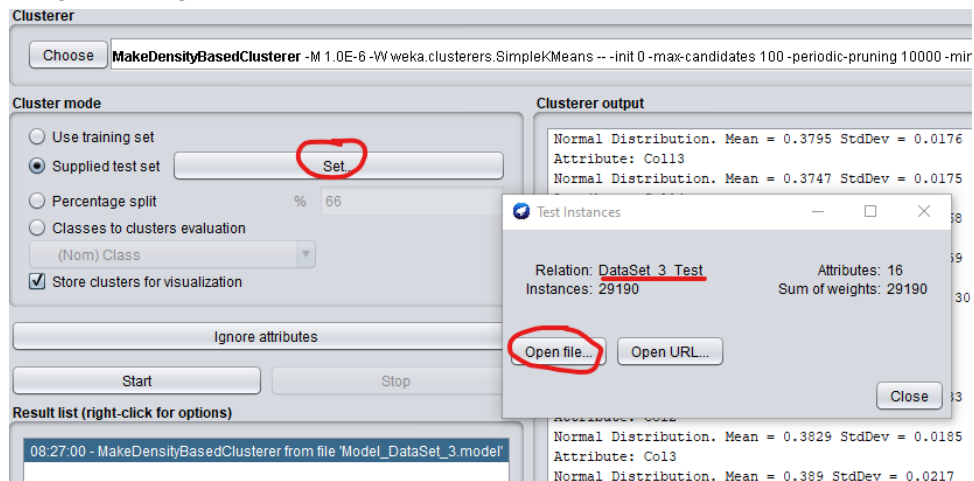 Clusterer
Choose MakeDensityBasedClusterer -M 1.0E-6 -W weka.clusterers.SimpleKMeans -- -init 0 -max-candidates 100 -periodic-pruning 10000 -min
Cluster mode
Use training set
Supplied test set Set...
Percentage split % 66
Classes to clusters evaluation
(Nom) Class
Store clusters for visualization
Ignore attributes
Start Stop
Result list (right-click for options)
08:27:00 - MakeDensityBasedClusterer from file 'Model_DataSet_3.model'
Clusterer output
Normal Distribution. Mean = 0.3795 StdDev = 0.0176
Attribute: Col13
Normal Distribution. Mean = 0.3747 StdDev = 0.0175
Test Instances
Relation: DataSet_3_Test Attributes: 16
Instances: 29190 Sum of weights: 29190
Open file... Open URL...
Close
Normal Distribution. Mean = 0.3829 StdDev = 0.0185
Attribute: Col3
Normal Distribution. Mean = 0.389 StdDev = 0.0217